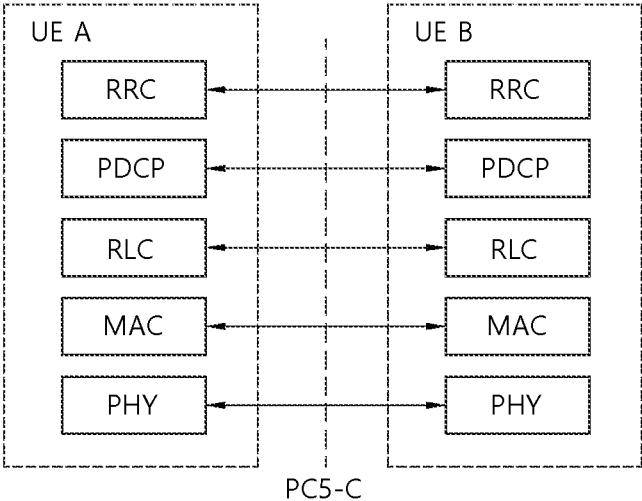 UE A UE B
RRC RRC
PDCP PDCP
RLC RLC
MAC MAC
PHY PHY
PC5-C